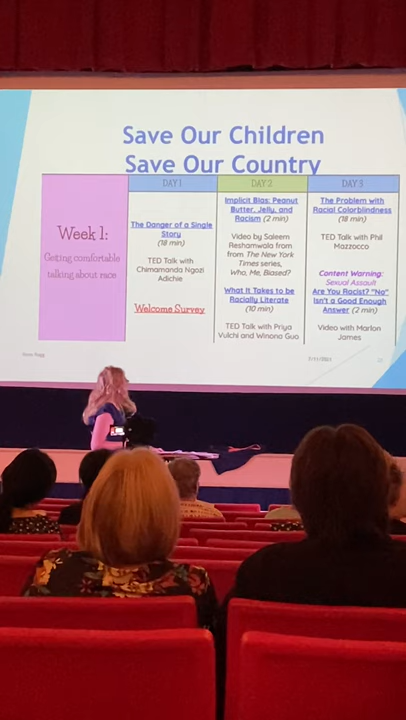 Save Our Children
Save Our Country
DAY 1
DAY 2
DAY 3
Week 1:
Getting comfortable
talking about race
The Danger of a Single
Story
(18 min)
TED Talk with
Chimamanda Ngozi
Adichie
Welcome Survey
Implicit Bias: Peanut
Butter, Jelly, and
Racism (2 min)
Video by Saleem
Reshamwala from
from The New York
Times series,
Who, Me, Biased?
What It Takes to be
Racially Literate
(10 min)
TED Talk with Priya
Vulchi and Winona Guo
The Problem with
Racial Colorblindness
(18 min)
TED Talk with Phil
Mazzocco
Content Warning:
Sexual Assault
Are You Racist? "No"
Isn't a Good Enough
Answer (2 min)
Video with Marlon
James